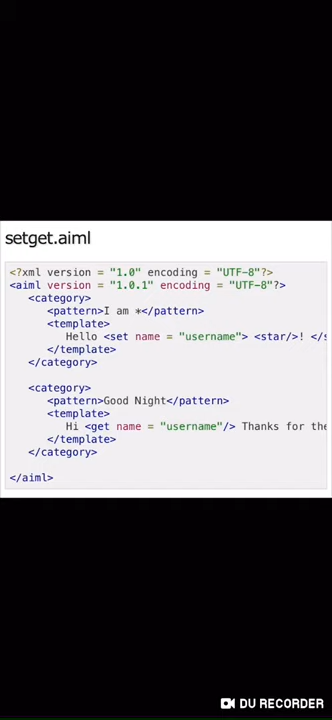 setget.aiml
<?xml version = "1.0" encoding = "UTF-8"?>
<aiml version = "1.0.1" encoding = "UTF-8"?>
<category>
<pattern>I am *</pattern>
<template>
Hello <set name = "username"> <star/>! </s
</template>
</category>
<category>
<pattern>Good Night</pattern>
<template>
Hi <get name = "username"/> Thanks for the
</template>
</category>
</aiml>
DU RECORDER